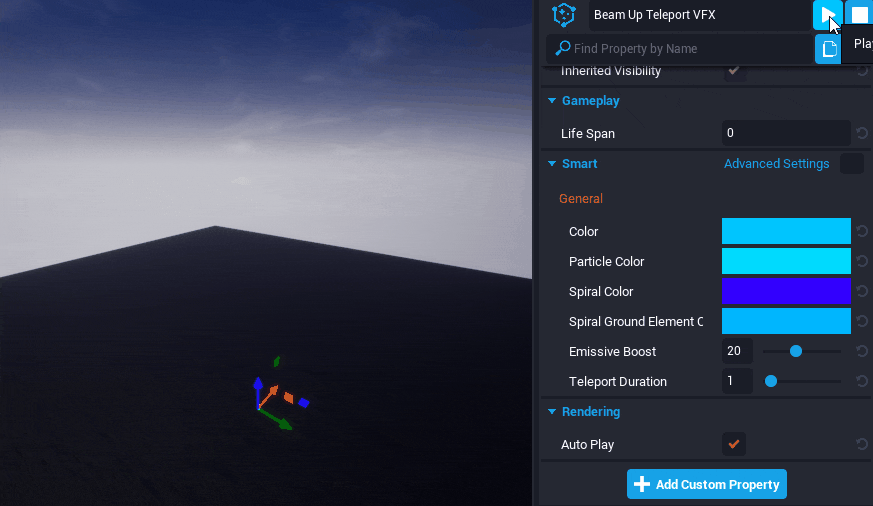 Beam Up Teleport VFX
Pla
Find Property by Name
Inherited Visibility
Gameplay
Life Span 0
Smart Advanced Settings
General
Color
Particle Color
Spiral Color
Spiral Ground Element C
Emissive Boost 20
Teleport Duration 1
Rendering
Auto Play
Add Custom Property